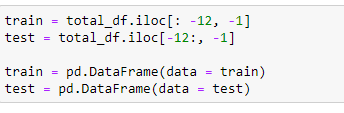 train = total_df.iloc[: -12, -1]
test = total_df.iloc[-12:, -1]
train = pd.DataFrame(data = train)
test = pd.DataFrame(data = test)